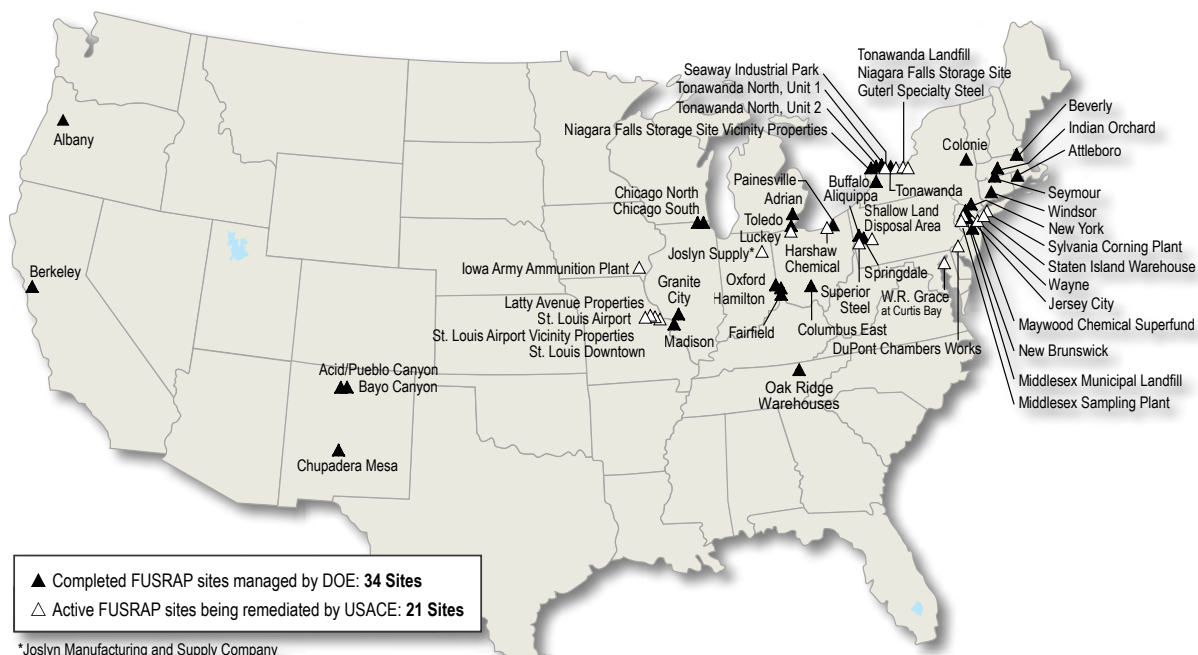 Seaway Industrial Park
Tonawanda North, Unit 1
Tonawanda North, Unit 2
Niagara Falls Storage Site Vicinity Properties
Tonawanda Landfill
Niagara Falls Storage Site
Guterl Specialty Steel
Beverly
Indian Orchard
Attleboro
Colonie
Albany
Painesville
Buffalo
Tonawanda
Seymour
Windsor
New York
Sylvania Corning Plant
Staten Island Warehouse
Wayne
Jersey City
Maywood Chemical Superfund
New Brunswick
Middlesex Municipal Landfill
Middlesex Sampling Plant
Chicago North
Chicago South
Adrian
Aliquippa
Toledo
Shallow Land
Disposal Area
Luckey
Joslyn Supply*
Harshaw
Chemical
Springdale
Berkeley
Iowa Army Ammunition Plant
Granite
City
Oxford
Hamilton
Superior
Steel
W.R. Grace
at Curtis Bay
Latty Avenue Properties
St. Louis Airport
St. Louis Airport Vicinity Properties
St. Louis Downtown
Madison
Fairfield
Columbus East
DuPont Chambers Works
Acid/Pueblo Canyon
Bayo Canyon
Oak Ridge
Warehouses
Chupadera Mesa
Completed FUSRAP sites managed by DOE: 34 Sites
Active FUSRAP sites being remediated by USACE: 21 Sites
*Joslyn Manufacturing and Supply Company